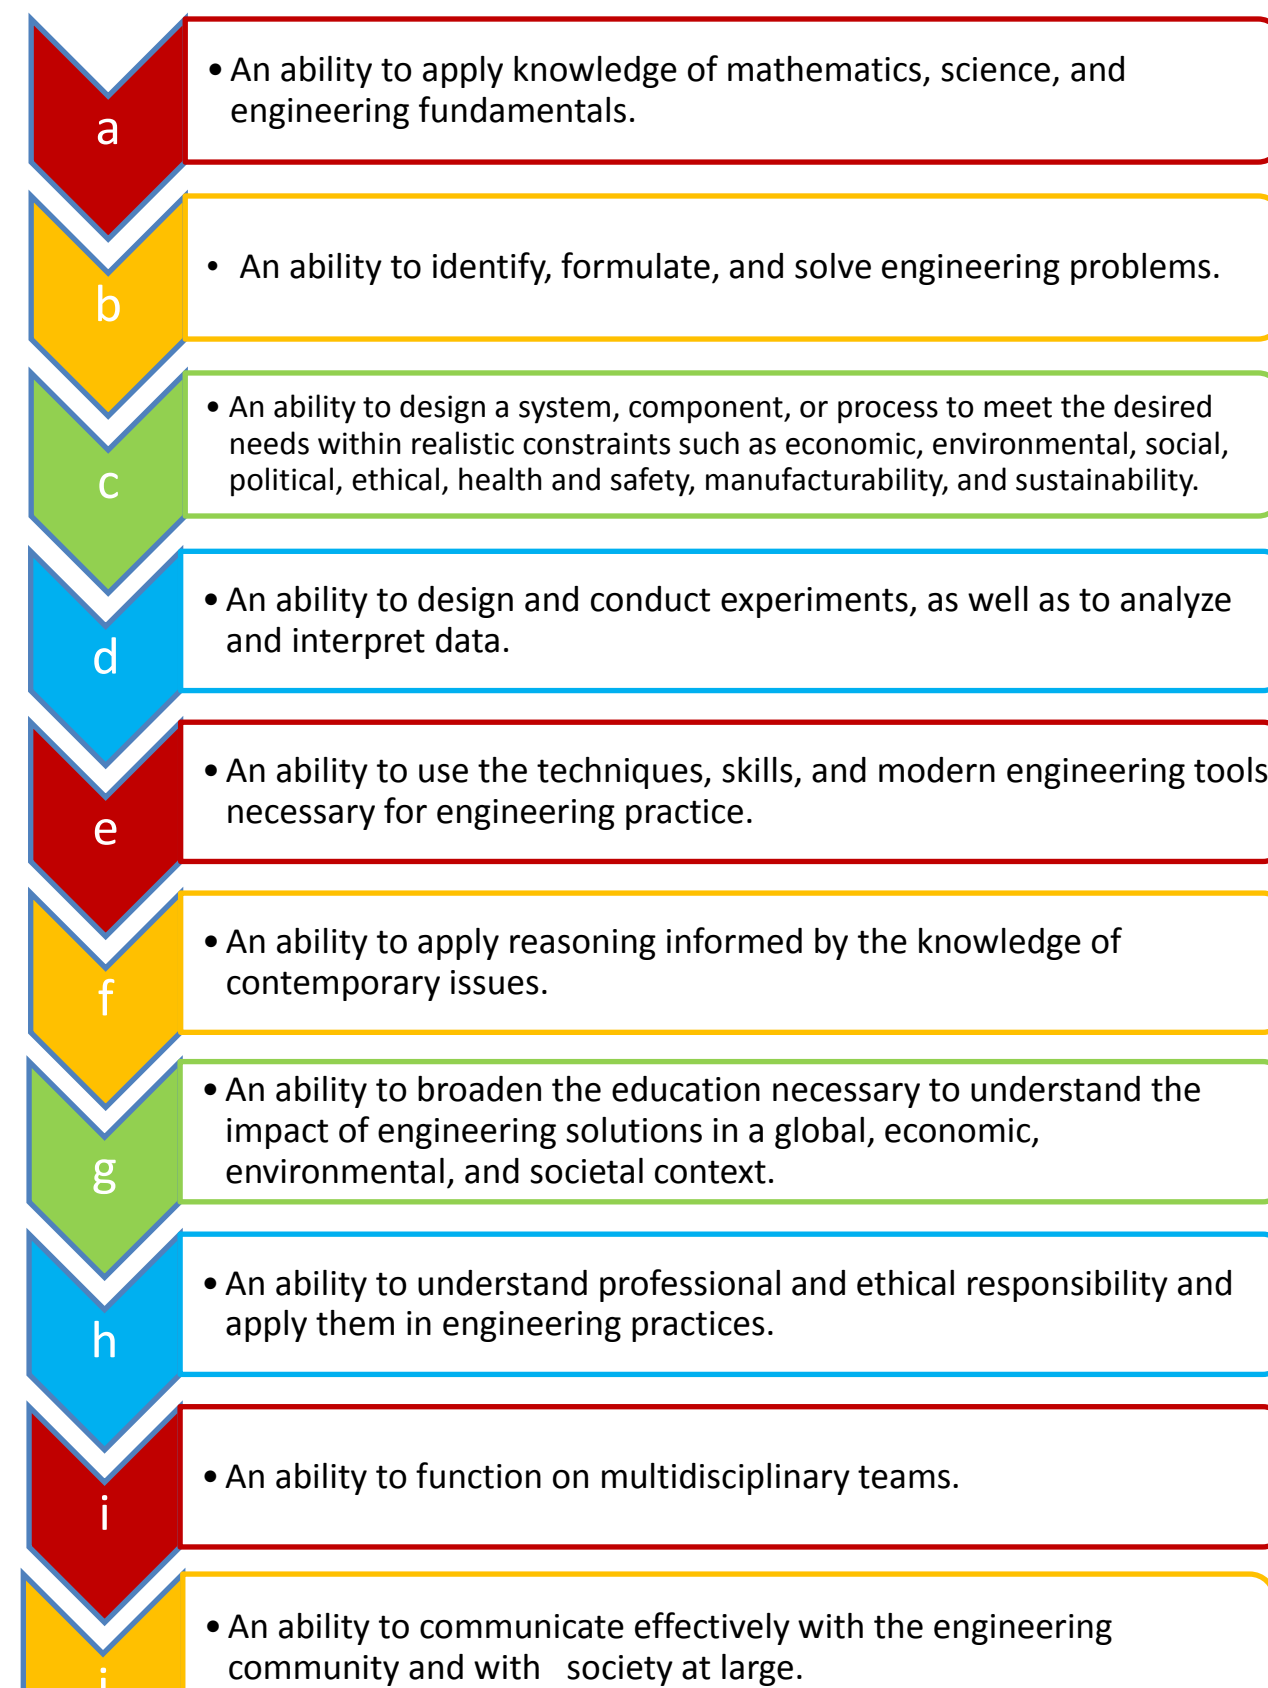 a
• An ability to apply knowledge of mathematics, science, and
engineering fundamentals.
b
• An ability to identify, formulate, and solve engineering problems.
c
• An ability to design a system, component, or process to meet the desired
needs within realistic constraints such as economic, environmental, social,
political, ethical, health and safety, manufacturability, and sustainability.
d
• An ability to design and conduct experiments, as well as to analyze
and interpret data.
e
• An ability to use the techniques, skills, and modern engineering tools
necessary for engineering practice.
f
• An ability to apply reasoning informed by the knowledge of
contemporary issues.
g
• An ability to broaden the education necessary to understand the
impact of engineering solutions in a global, economic,
environmental, and societal context.
h
• An ability to understand professional and ethical responsibility and
apply them in engineering practices.
i
• An ability to function on multidisciplinary teams.
• An ability to communicate effectively with the engineering
community and with   society at large.